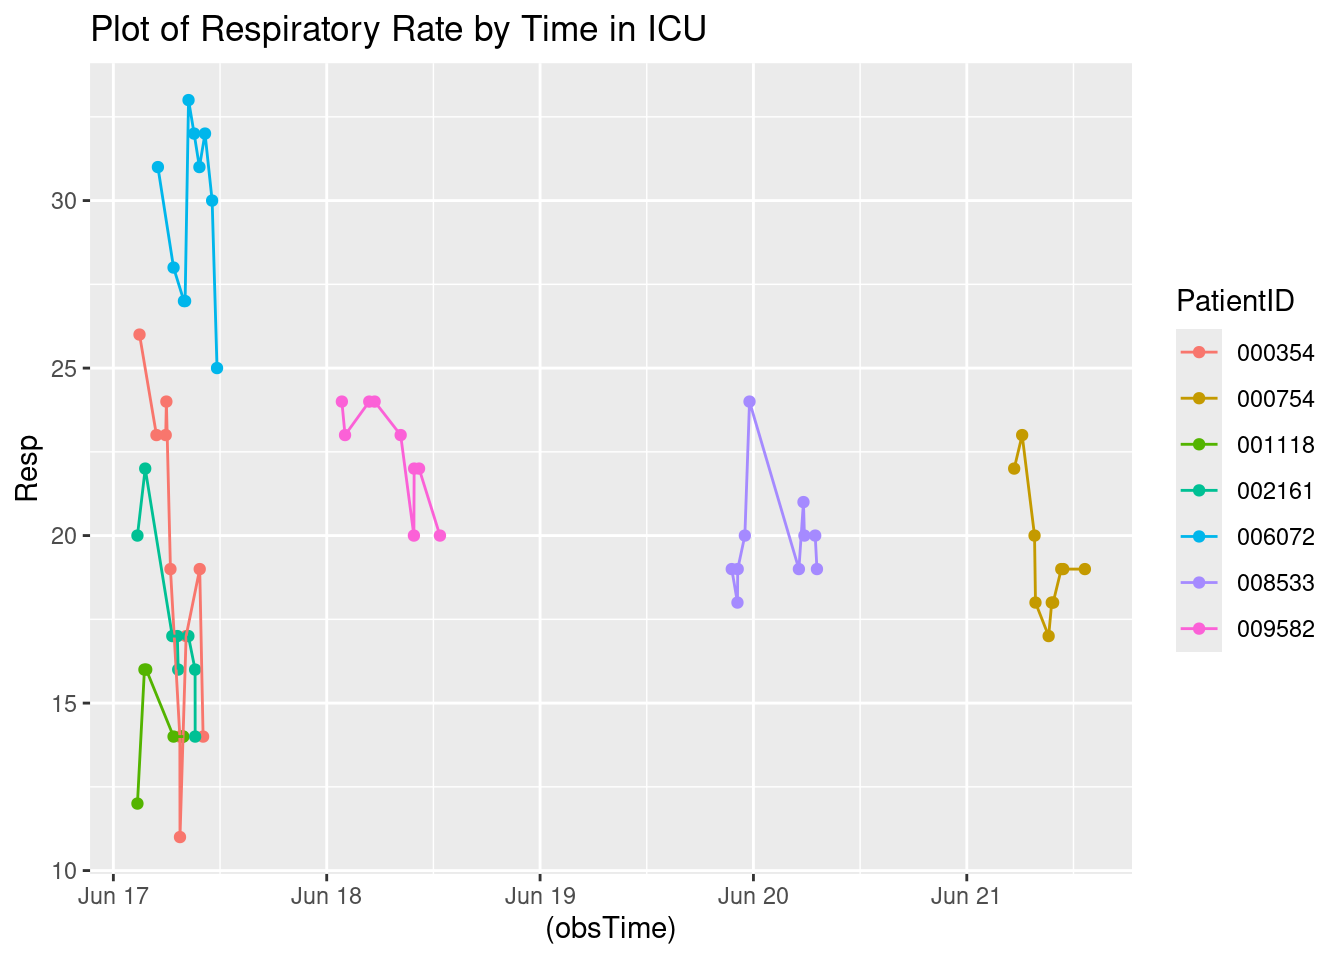 Plot of Respiratory Rate by Time in ICU
Resp
30
25
20
15
10
Jun 17 Jun 18 Jun 19 Jun 20 Jun 21
(obsTime)
PatientID
000354
000754
001118
002161
006072
008533
009582